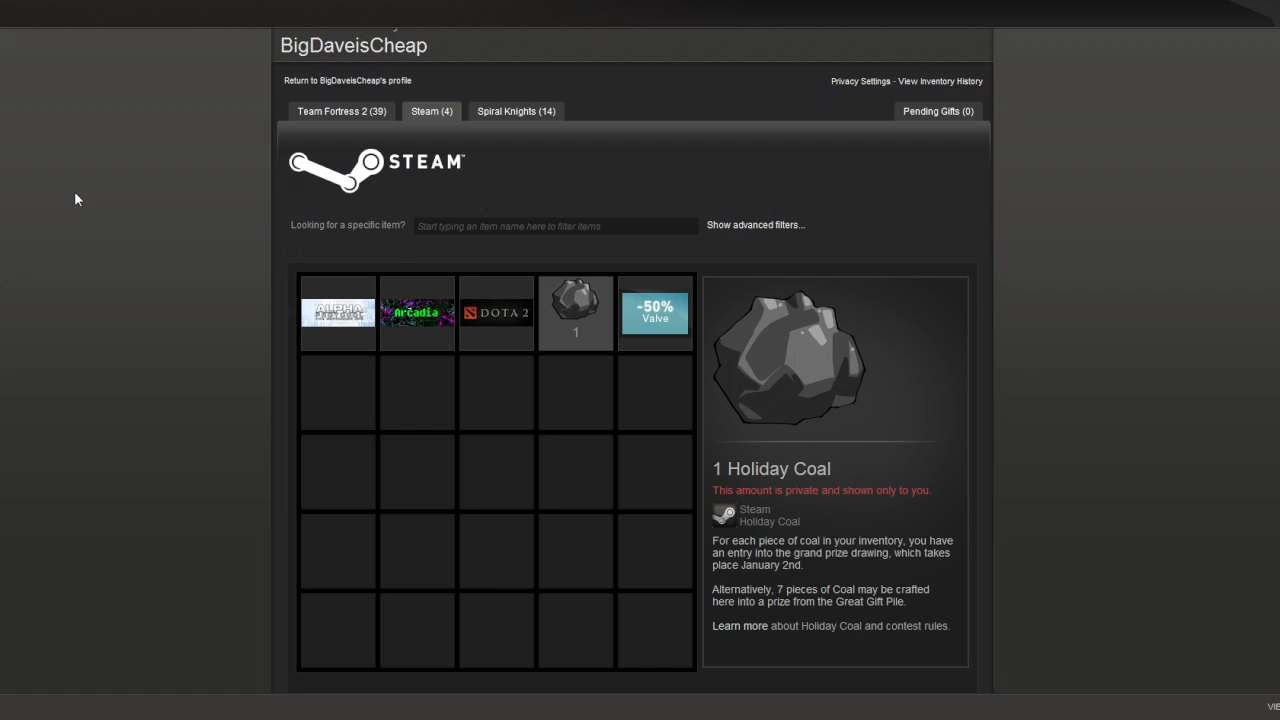 BigDaveisCheap
Return to BigDaveisCheap's profile
Privacy Settings - View Inventory History
Team Fortress 2 (39)
Steam (4)
Spiral Knights (14)
Pending Gifts (0)
STEAM™
Looking for a specific item?
Start typing an item name here to filter items
Show advanced filters...
ALPHA
Arcadia
DOTA 2
1
-50%
Valve
1 Holiday Coal
This amount is private and shown only to you.
Steam
Holiday Coal
For each piece of coal in your inventory, you have
an entry into the grand prize drawing, which takes
place January 2nd.
Alternatively, 7 pieces of Coal may be crafted
here into a prize from the Great Gift Pile.
Learn more about Holiday Coal and contest rules.